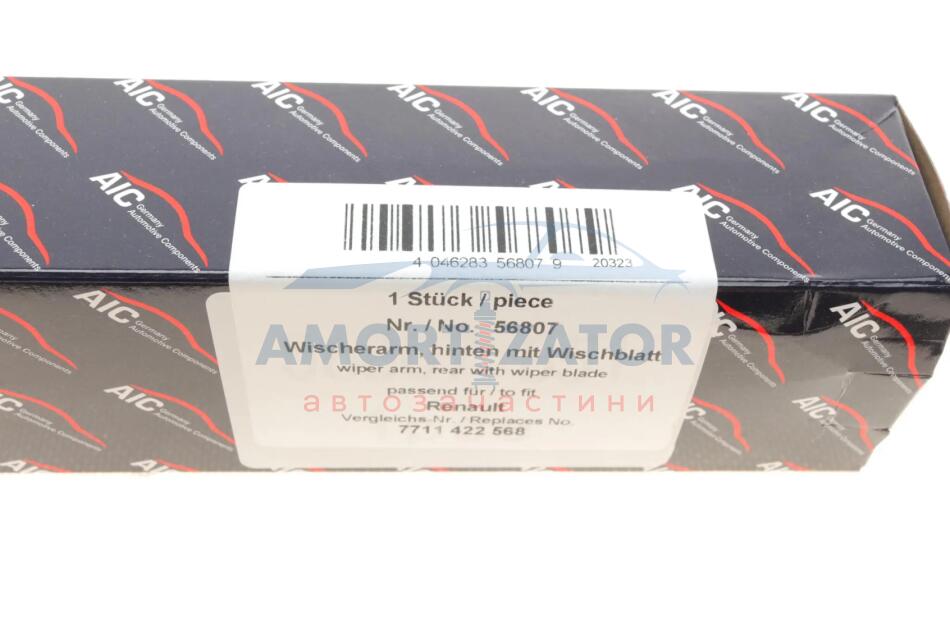 AIC Germany Automotive Components
4 046283 56807 9 20323
1 Stück / piece
Nr. / No. 56807
AMORTIZATOR
Wischerarm, hinten mit Wischblatt
wiper arm, rear with wiper blade
passend für / to fit
автозапчастини
Renault
Vergleichs-Nr. / Replaces No.
7711 422 568